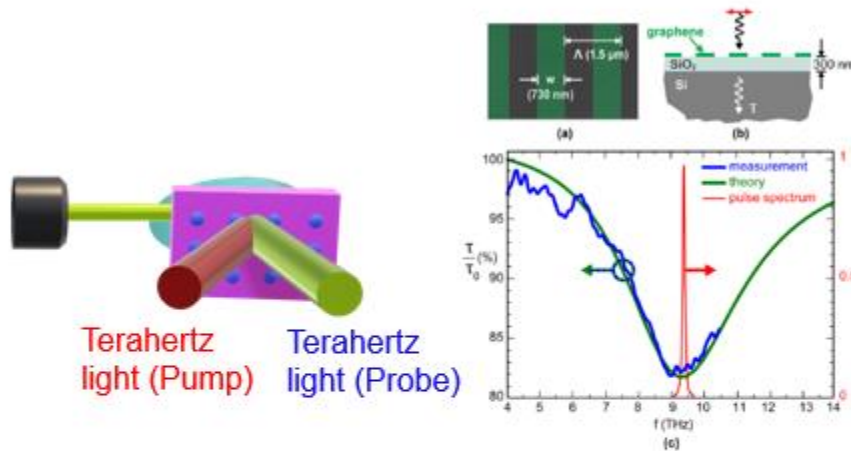 Terahertz
light (Pump)
Terahertz
light (Probe)
Λ (1.5 μm)
w
(730 nm)
(a)
graphene
SiO₂
Si
300 nm
T
(b)
measurement
theory
pulse spectrum
T/T₀ (%)
100
95
90
85
80
1
0
4 5 6 7 8 9 10 11 12 13 14
f (THz)
(c)